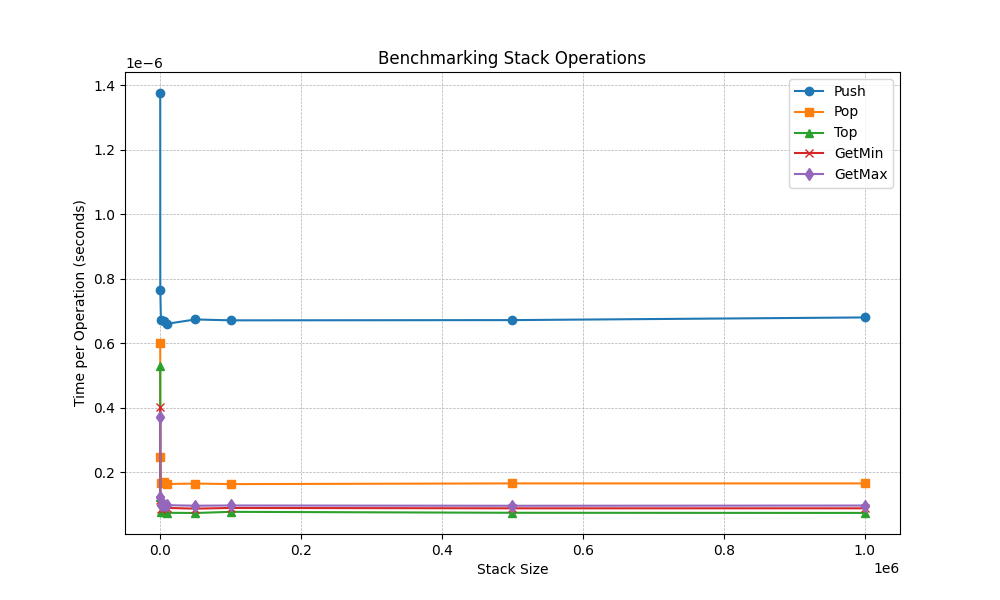 Benchmarking Stack Operations
1e−6
1.4
1.2
1.0
0.8
0.6
0.4
0.2
Time per Operation (seconds)
Push
Pop
Top
GetMin
GetMax
0.0 0.2 0.4 0.6 0.8 1.0
1e6
Stack Size